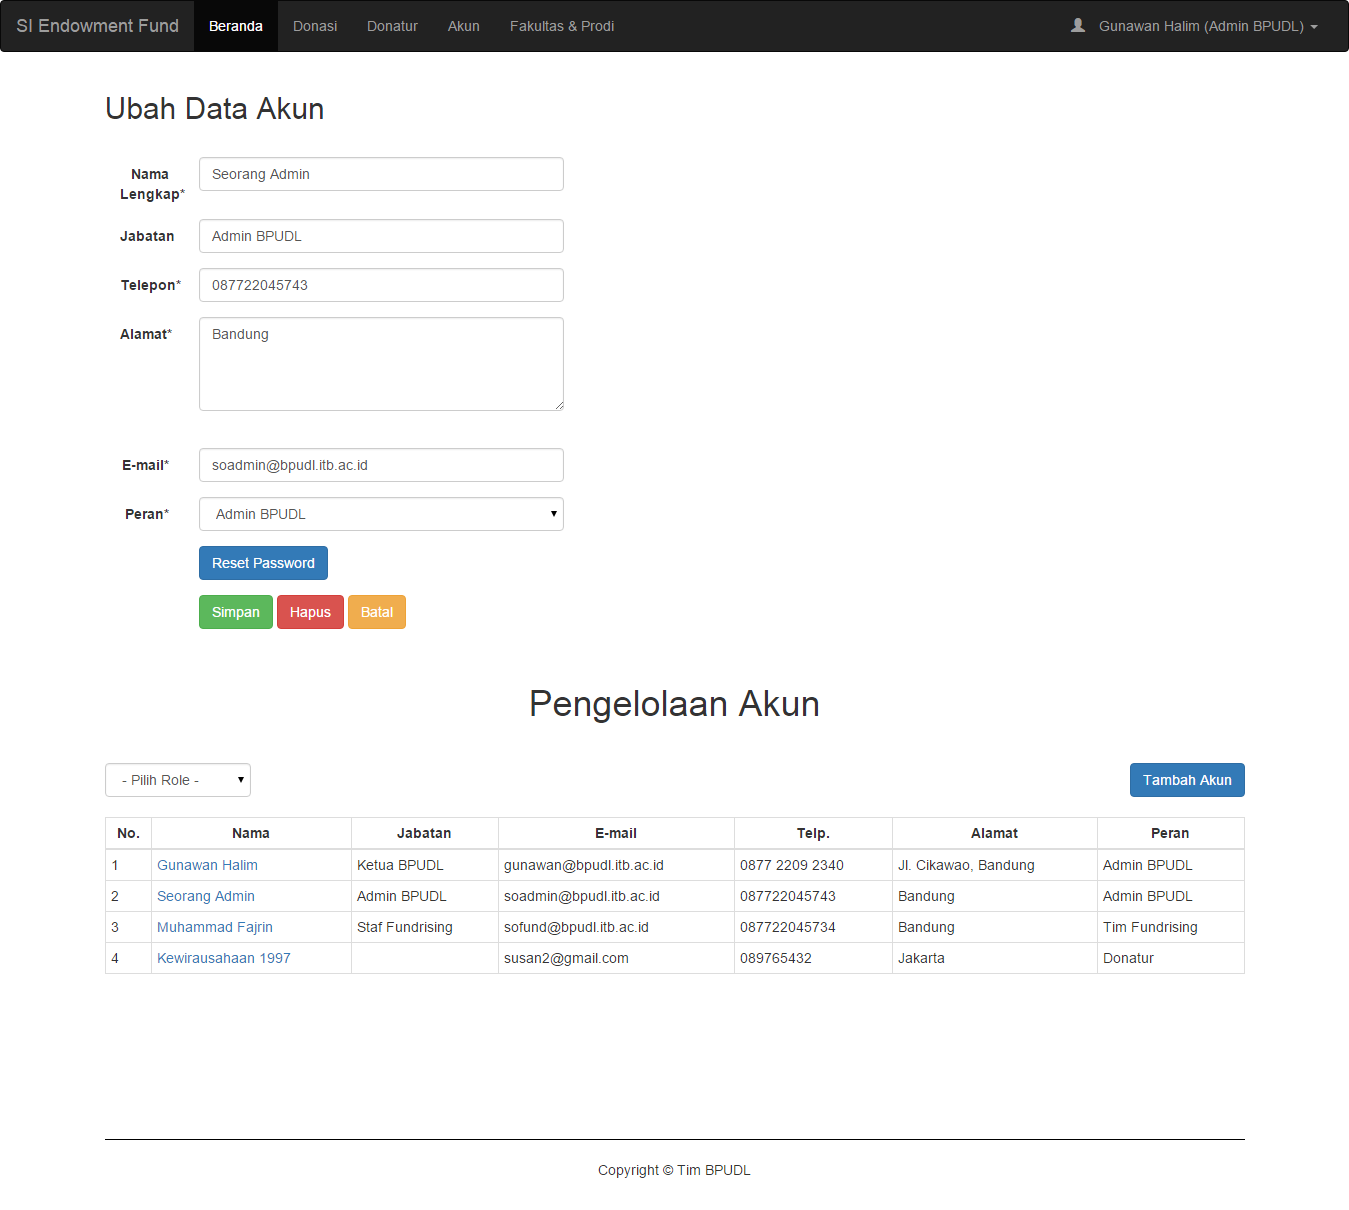 SI Endowment Fund Beranda Donasi Donatur Akun Fakultas & Prodi Gunawan Halim (Admin BPUDL)
Ubah Data Akun
Nama Lengkap* Seorang Admin
Jabatan Admin BPUDL
Telepon* 087722045743
Alamat* Bandung
E-mail* soadmin@bpudl.itb.ac.id
Peran* Admin BPUDL
Reset Password
Simpan Hapus Batal
Pengelolaan Akun
- Pilih Role - Tambah Akun
No. Nama Jabatan E-mail Telp. Alamat Peran
1 Gunawan Halim Ketua BPUDL gunawan@bpudl.itb.ac.id 0877 2209 2340 Jl. Cikawao, Bandung Admin BPUDL
2 Seorang Admin Admin BPUDL soadmin@bpudl.itb.ac.id 087722045743 Bandung Admin BPUDL
3 Muhammad Fajrin Staf Fundrising sofund@bpudl.itb.ac.id 087722045734 Bandung Tim Fundrising
4 Kewirausahaan 1997 susan2@gmail.com 089765432 Jakarta Donatur
Copyright © Tim BPUDL